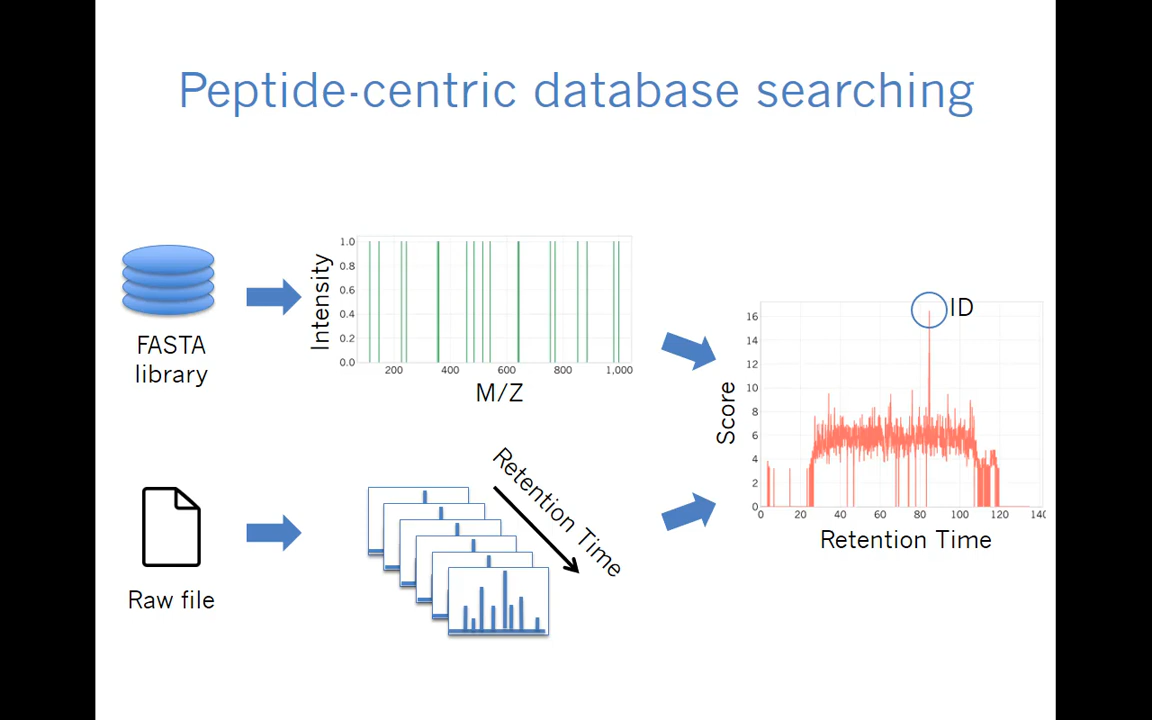 Peptide-centric database searching
FASTA
library
Intensity
1.0
0.8
0.6
0.4
0.2
0.0
200 400 600 800 1,000
M/Z
Raw file
Retention Time
ID
Score
16
14
12
10
8
6
4
2
0
0 20 40 60 80 100 120 140
Retention Time